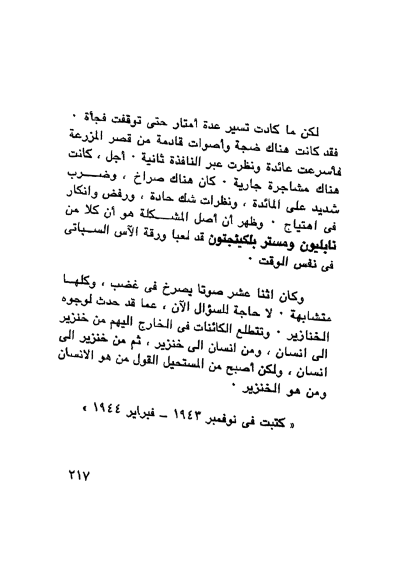 لكن ما كادت تسير عدة أمتار حتى توقفت فجأة ٠
فقد كانت هناك ضجة وأصوات قادمة من قصر المزرعة
فأسرعت عائدة ونظرت عبر النافذة ثانية ٠ أجل ، كانت
هناك مشاجرة جارية ٠ كان هناك صراخ ، وضـــرب
شديد على المائدة ، ونظرات شك حادة ، ورفض وانكار
فى اهتياج ٠ وظهر أن أصل المشـــكلة هو أن كلا من
نابليون ومستر بلكينجتون قد لعبا ورقة الآس الســـباتى
فى نفس الوقت ٠
وكان اثنا عشر صوتا يصرخ فى غضب ، وكلهــا
متشابهة ٠ لا حاجة للسؤال الآن ، عما قد حدث لوجوه
الخنازير ٠ وتتطلع الكائنات فى الخارج اليهم من خنزير
الى انسان ، ومن انسان الى خنزير ، ثم من خنزير الى
انسان ، ولكن أصبح من المستحيل القول من هو الانسان
ومن هو الخنزير ٠
« كتبت فى نوفمبر ١٩٤٣ ـ فبراير ١٩٤٤ »
٢١٧